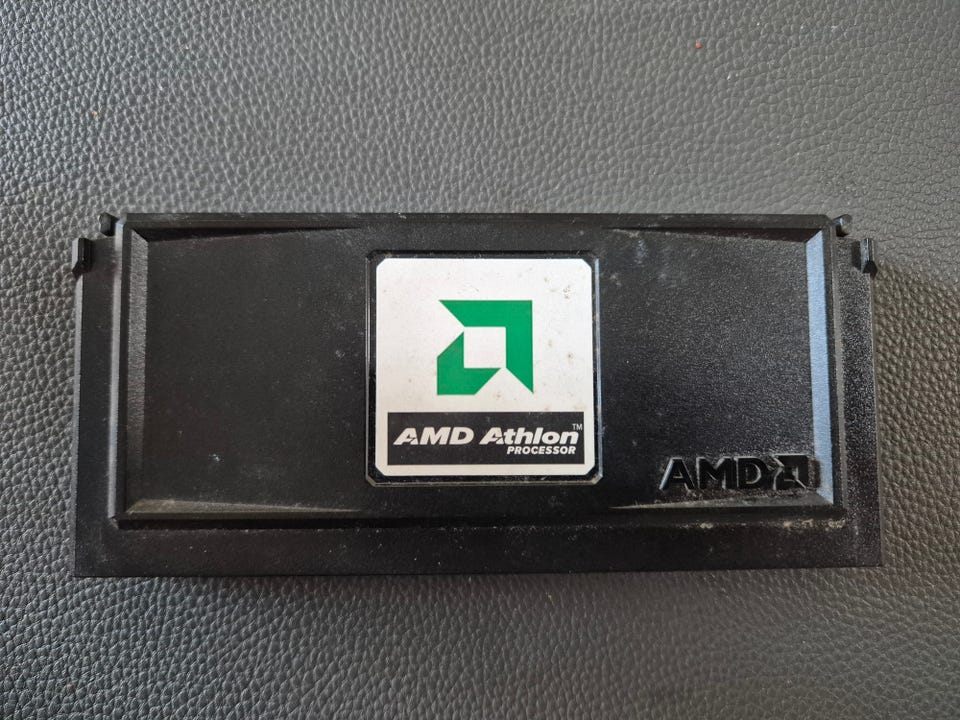 AMD Athlon™
PROCESSOR
AMD